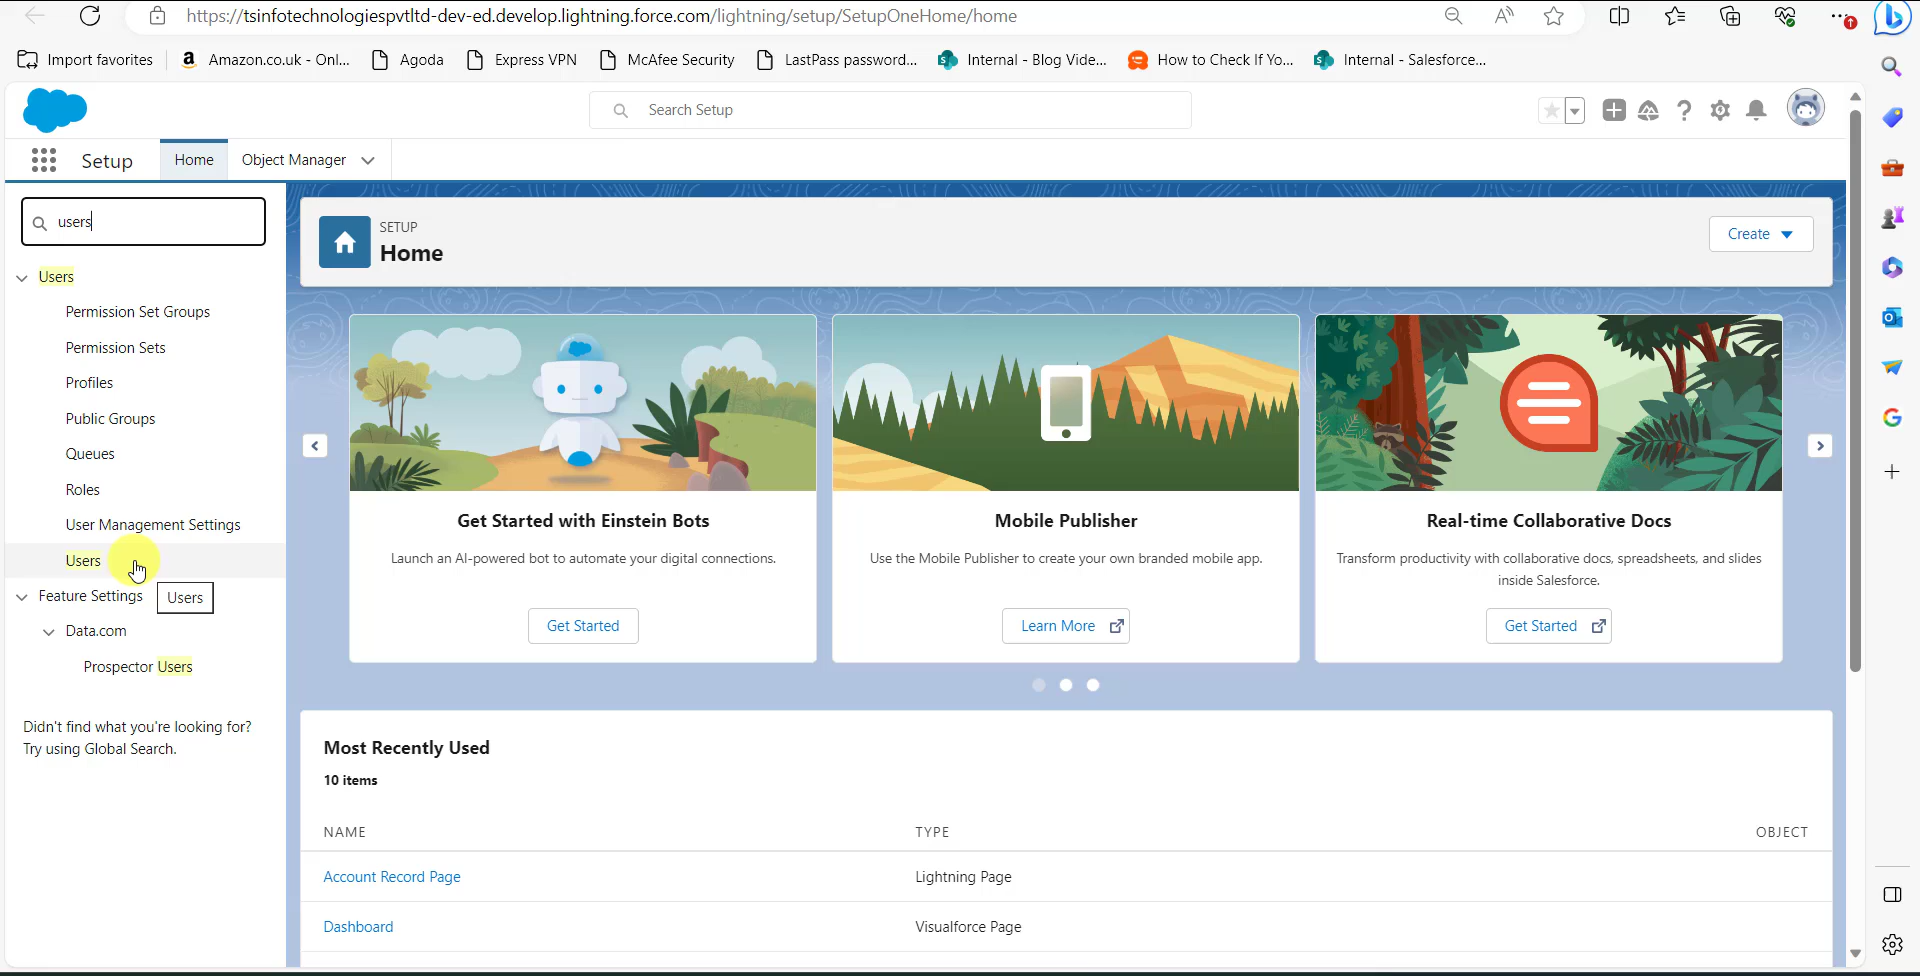 https://tsinfotechnologiespvtltd-dev-ed.develop.lightning.force.com/lightning/setup/SetupOneHome/home
Import favorites
Amazon.co.uk - Onl...
Agoda
Express VPN
McAfee Security
LastPass password...
Internal - Blog Vide...
How to Check If Yo...
Internal - Salesforce...
Search Setup
Setup
Home
Object Manager
users
Users
Permission Set Groups
Permission Sets
Profiles
Public Groups
Queues
Roles
User Management Settings
Users
Feature Settings
Users
Data.com
Prospector Users
Didn't find what you're looking for?
Try using Global Search.
SETUP
Home
Create
Get Started with Einstein Bots
Launch an AI-powered bot to automate your digital connections.
Get Started
Mobile Publisher
Use the Mobile Publisher to create your own branded mobile app.
Learn More
Real-time Collaborative Docs
Transform productivity with collaborative docs, spreadsheets, and slides
inside Salesforce.
Get Started
Most Recently Used
10 items
NAME TYPE OBJECT
Account Record Page Lightning Page
Dashboard Visualforce Page